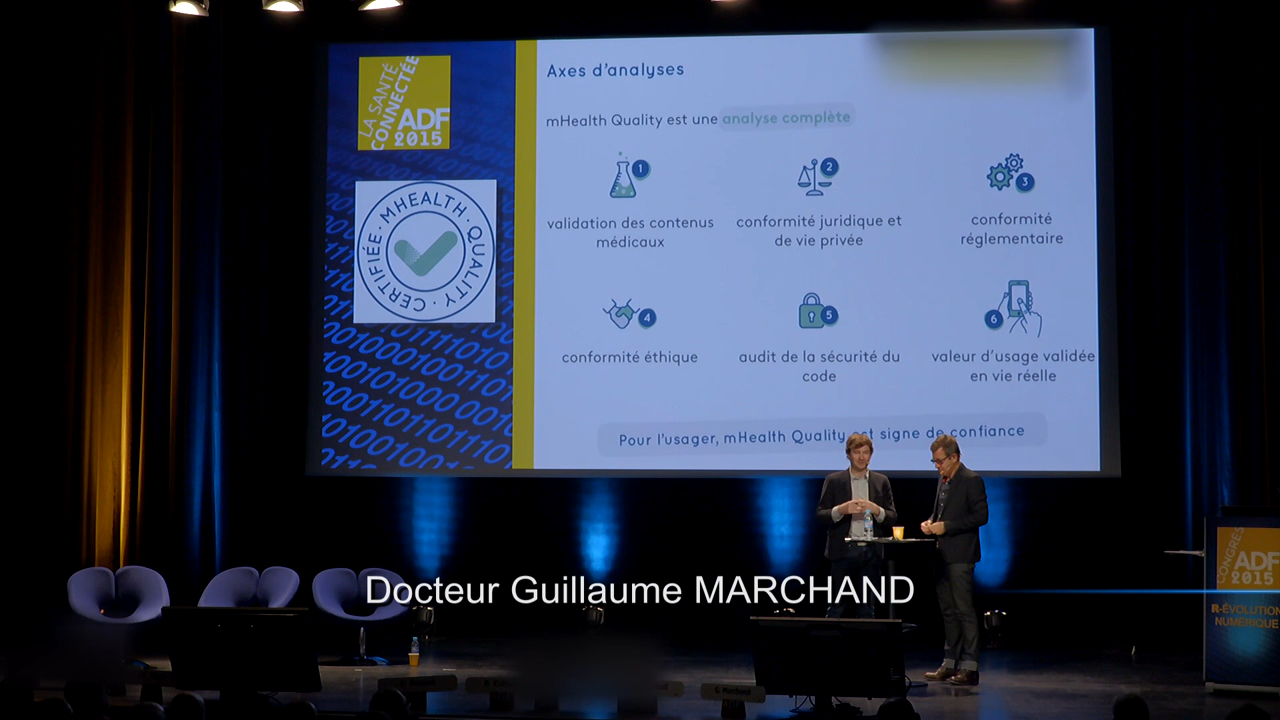 LA SANTÉ
CONNECTÉE
ADF
2015
CERTIFIÉE · MHEALTH · QUALITY ·
Axes d'analyses
mHealth Quality est une analyse complète
1
2
3
validation des contenus
médicaux
conformité juridique et
de vie privée
conformité
réglementaire
4
5
6
conformité éthique
audit de la sécurité du
code
valeur d'usage validée
en vie réelle
Pour l'usager, mHealth Quality est signe de confiance
Docteur Guillaume MARCHAND
CONGRÈS
ADF
2015
R-ÉVOLUTION
NUMÉRIQUE
G. Marchand